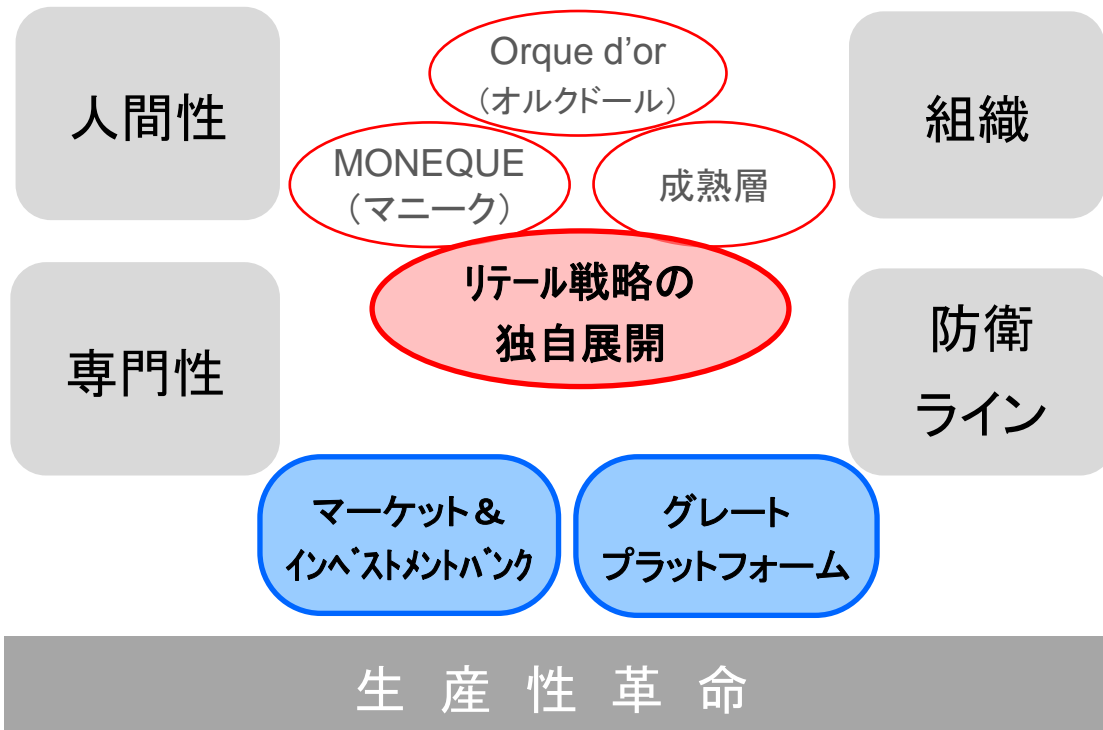 人間性
Orque d’or
（オルクドール）
組織
MONEQUE
（マニーク）
成熟層
ﾘﾃｰﾙ戦略の
独自展開
専門性
防衛
ライン
マーケット＆
ｲﾝﾍﾞｽﾄﾒﾝﾄﾊﾞﾝｸ
グレート
プラットフォーム
生 産 性 革 命